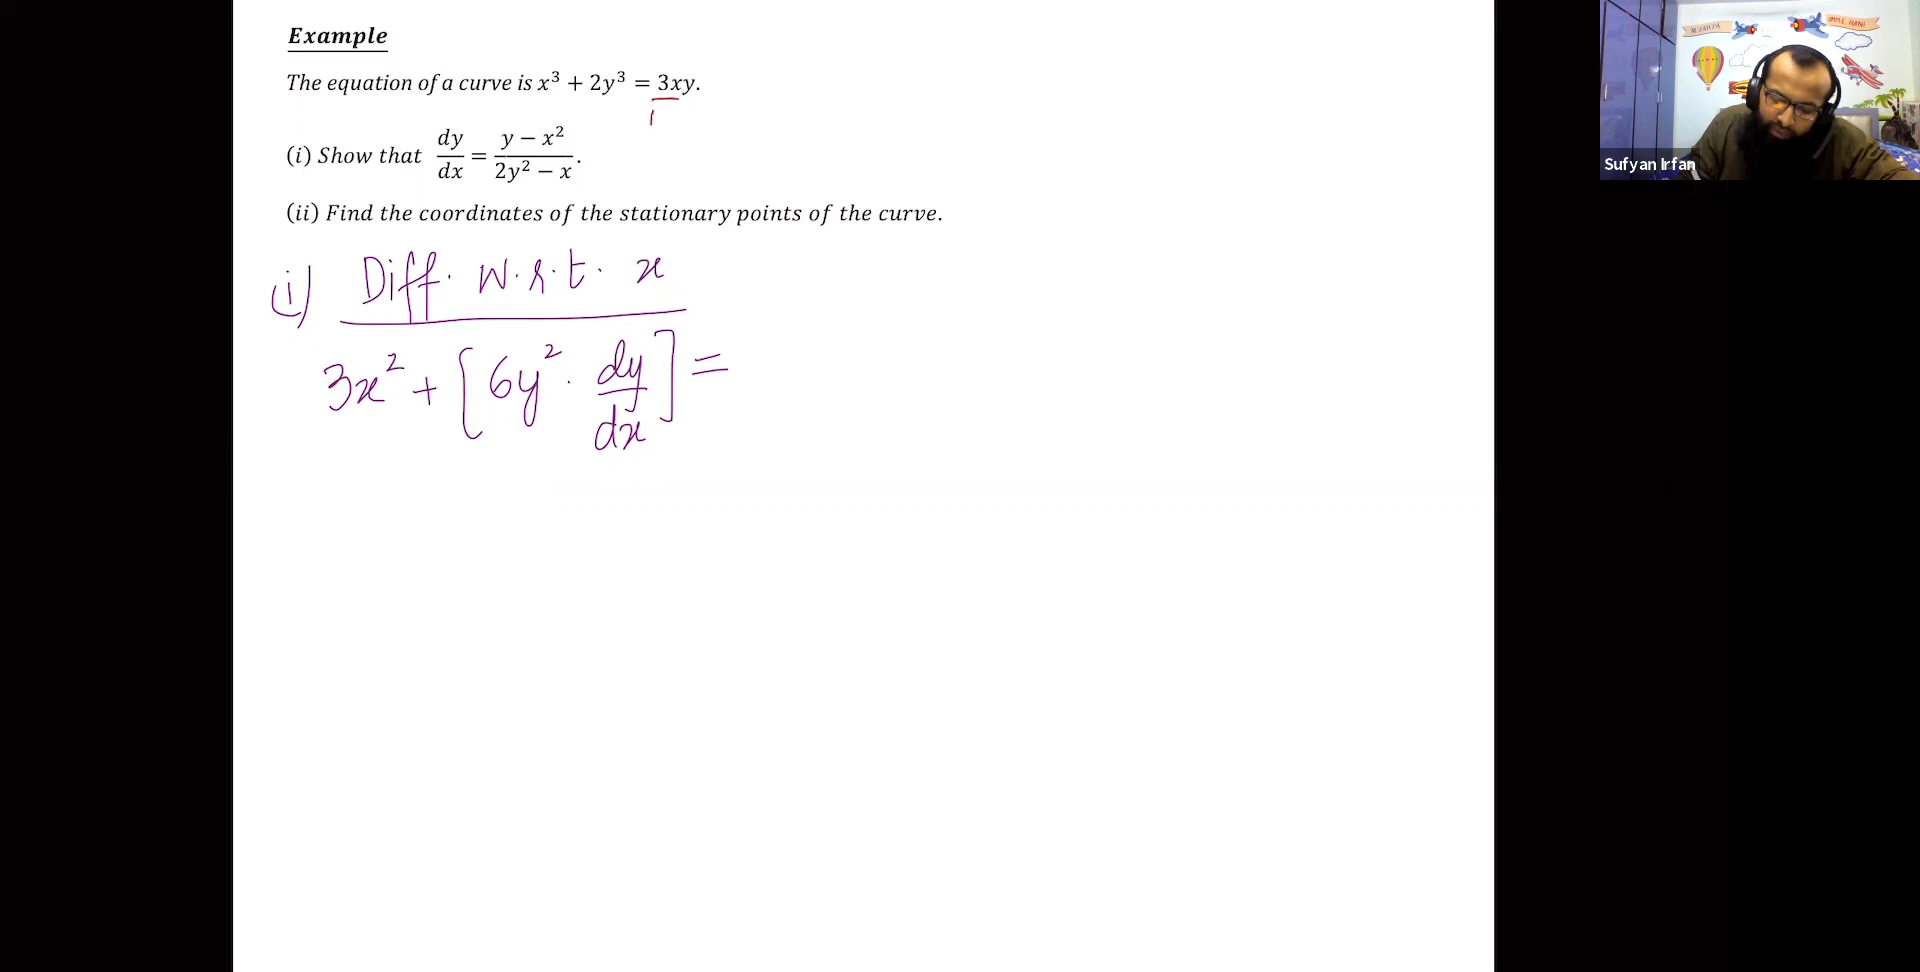 Example
The equation of a curve is x³ + 2y³ = 3xy.
(i) Show that dy/dx = (y − x²)/(2y² − x).
(ii) Find the coordinates of the stationary points of the curve.
(i) Diff. w.r.t. x
3x² + [6y² · dy/dx] =
Sufyan Irfan